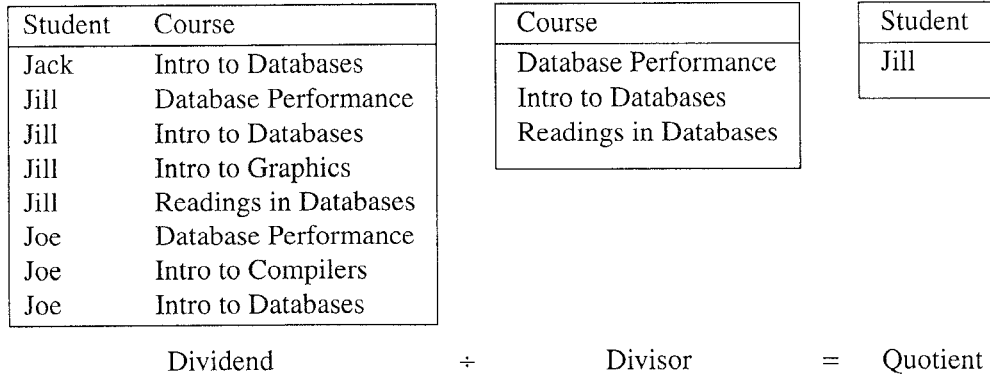 Student Course
Jack Intro to Databases
Jill Database Performance
Jill Intro to Databases
Jill Intro to Graphics
Jill Readings in Databases
Joe Database Performance
Joe Intro to Compilers
Joe Intro to Databases
Course
Database Performance
Intro to Databases
Readings in Databases
Student
Jill
Dividend ÷ Divisor = Quotient